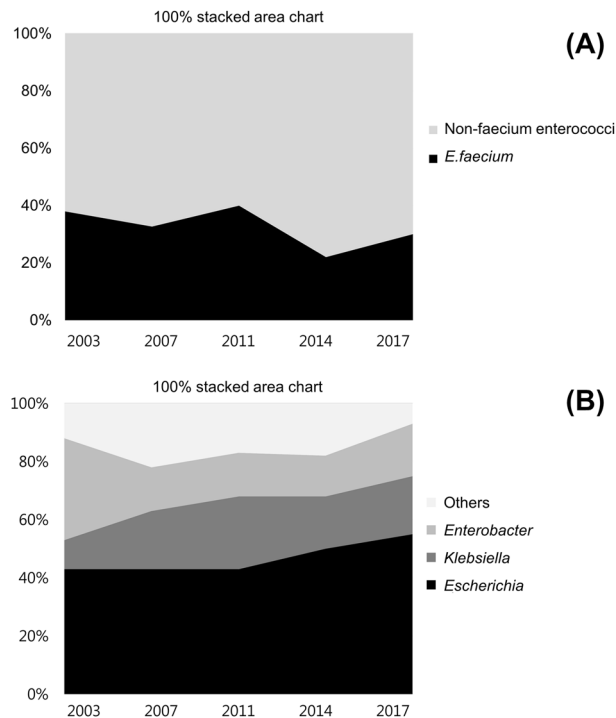 100% stacked area chart
(A)
100%
80%
60%
40%
20%
0%
Non-faecium enterococci
E.faecium
2003 2007 2011 2014 2017
100% stacked area chart
(B)
100%
80%
60%
40%
20%
0%
Others
Enterobacter
Klebsiella
Escherichia
2003 2007 2011 2014 2017